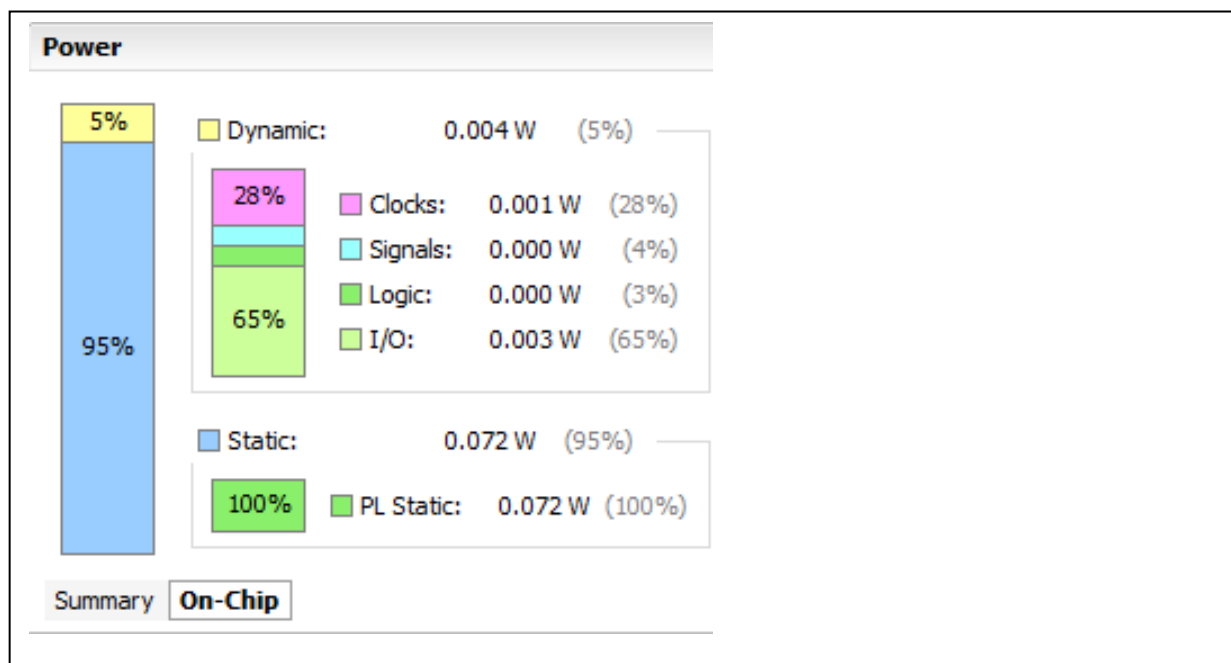 Power
5%
Dynamic: 0.004 W (5%)
28%
Clocks: 0.001 W (28%)
Signals: 0.000 W (4%)
Logic: 0.000 W (3%)
65%
I/O: 0.003 W (65%)
95%
Static: 0.072 W (95%)
100% PL Static: 0.072 W (100%)
Summary On-Chip